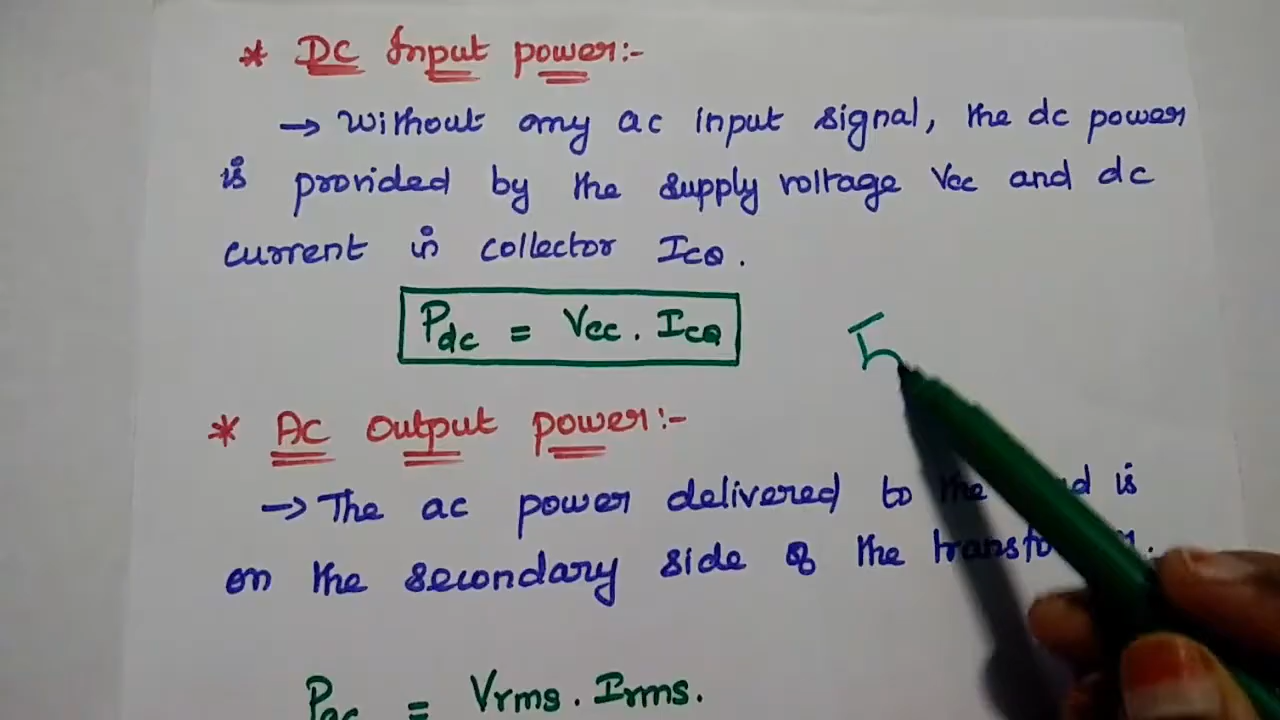 * DC Input power:-
→ without any ac input signal, the dc power
is provided by the supply voltage Vcc and dc
current in collector ICQ.
Pdc = Vcc . ICQ
* AC Output power:-
→ The ac power delivered to the is
on the secondary side of the
Pac = Vrms . Irms.